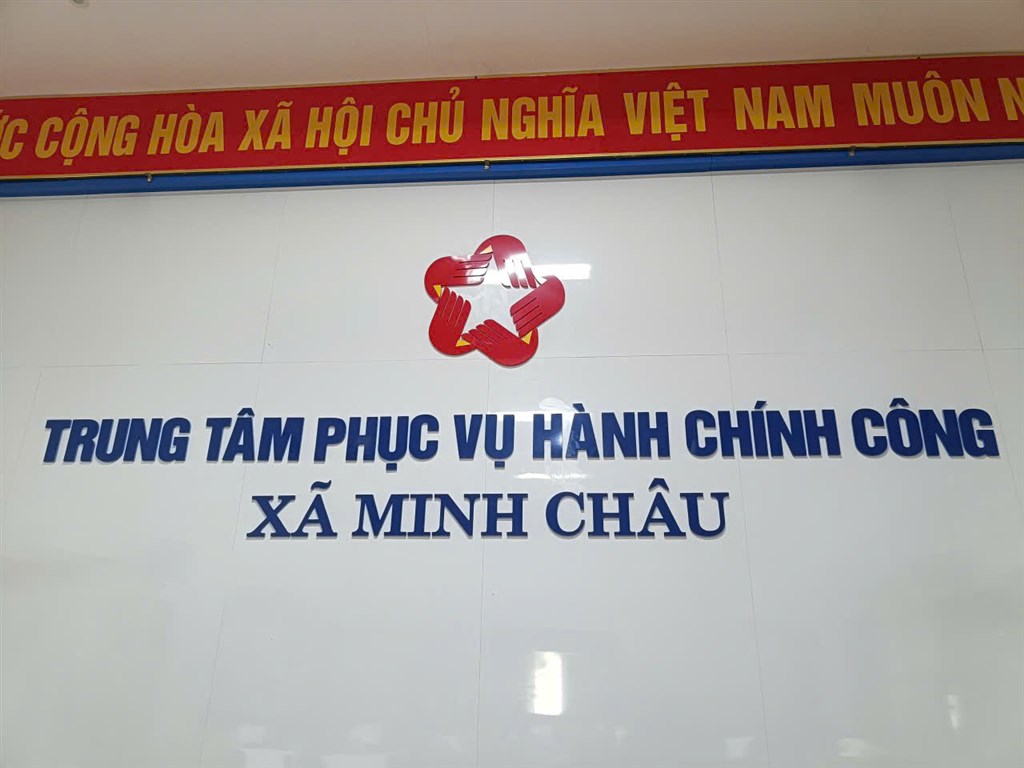 CỘNG HÒA XÃ HỘI CHỦ NGHĨA VIỆT NAM MUÔN
TRUNG TÂM PHỤC VỤ HÀNH CHÍNH CÔNG
XÃ MINH CHÂU